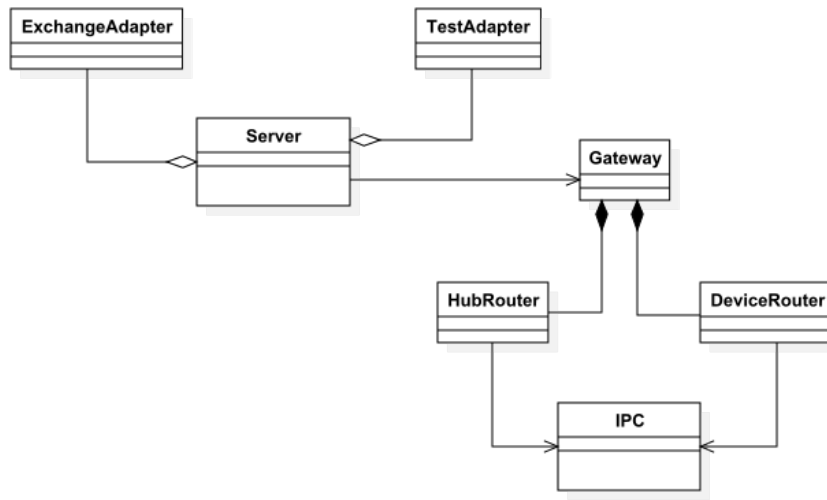 ExchangeAdapter
TestAdapter
Server
Gateway
HubRouter
DeviceRouter
IPC